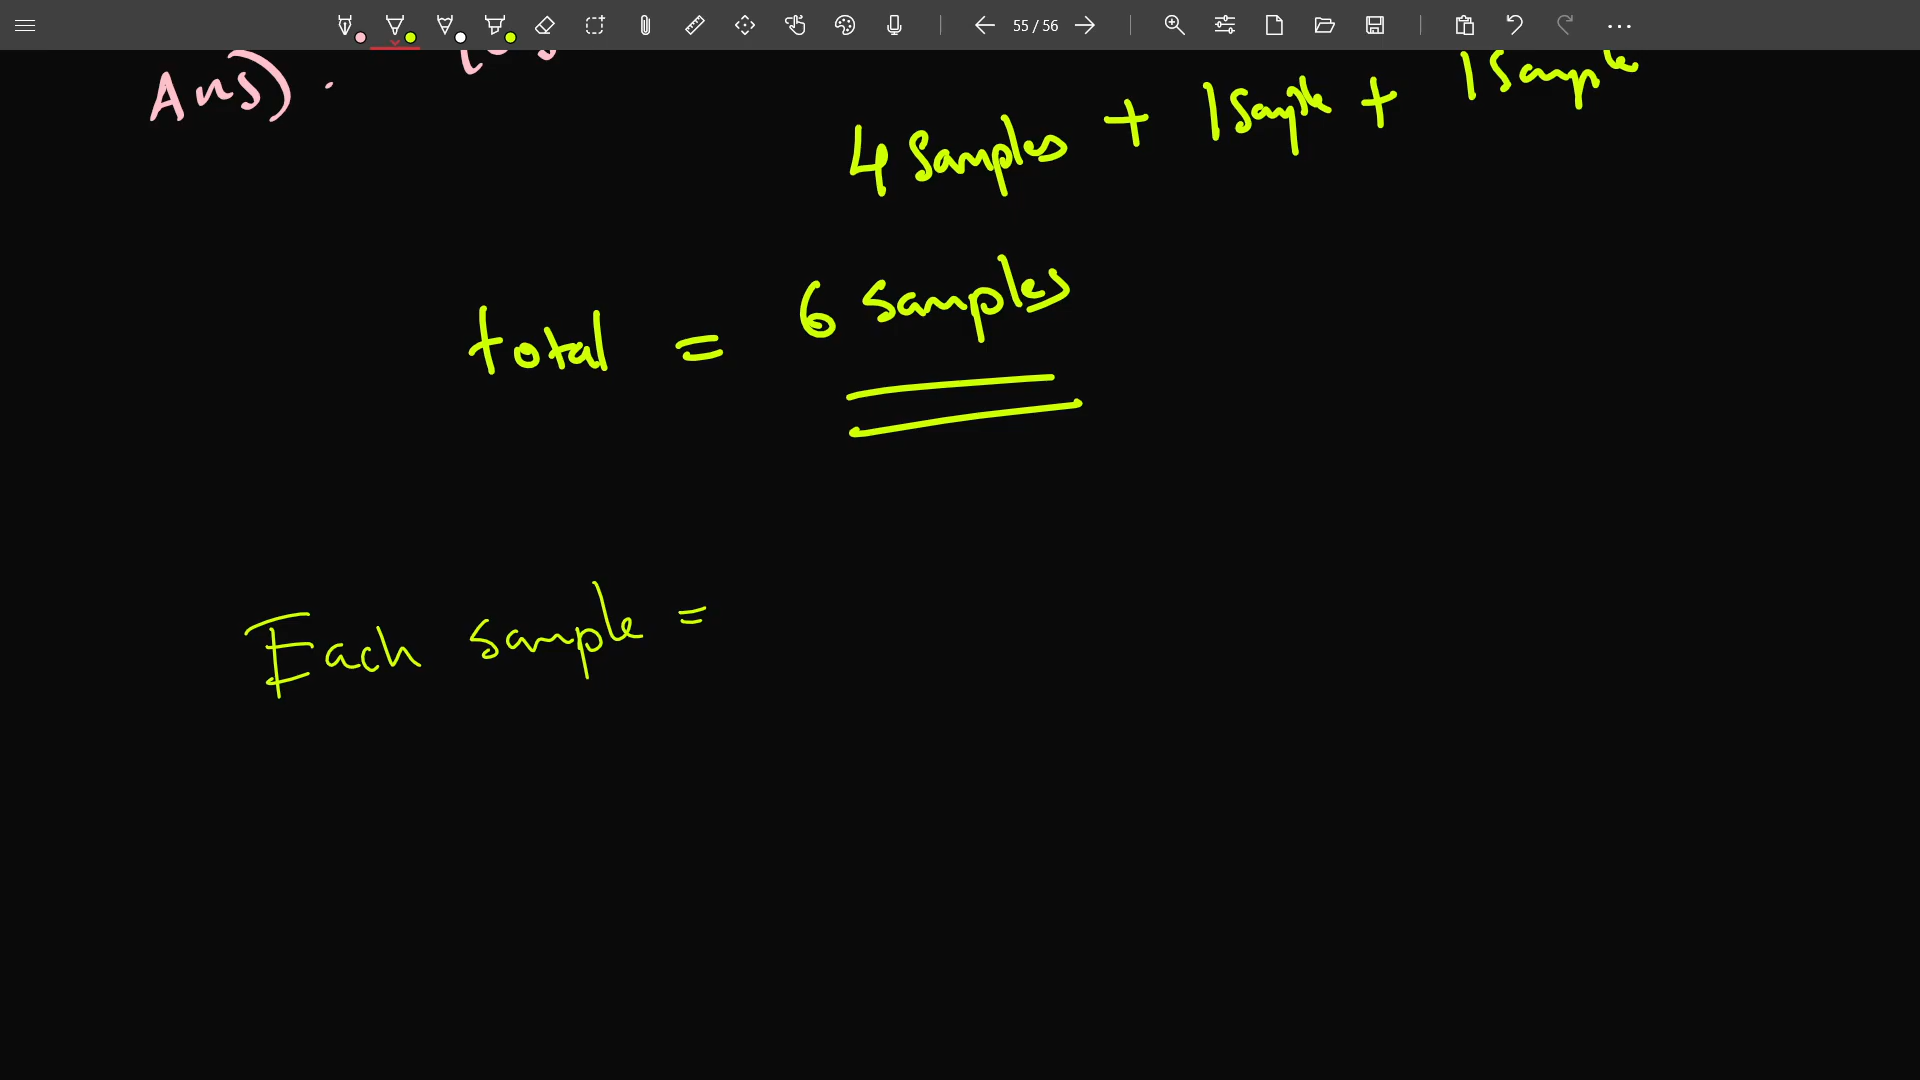 55 / 56
Ans).
4 Samples + 1 Sample + 1 Sample
total = 6 samples
Each sample =